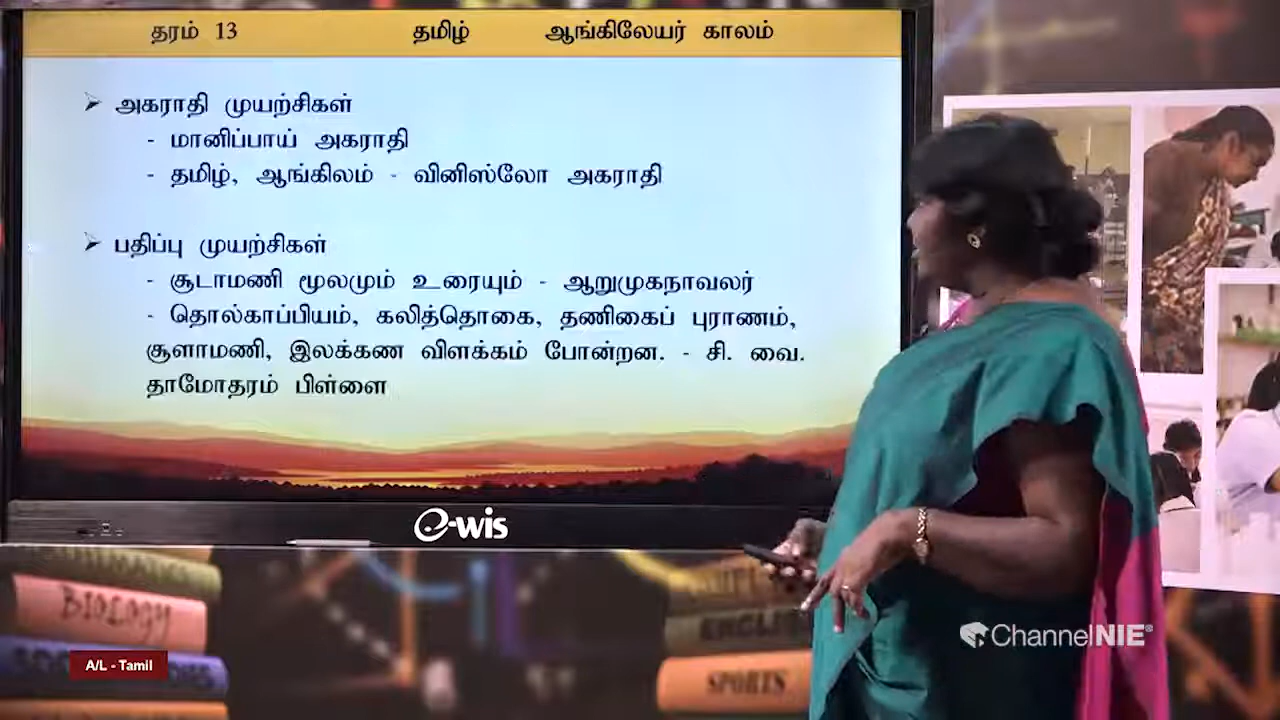 தரம் 13 தமிழ் ஆங்கிலேயர் காலம்
➢ அகராதி முயற்சிகள்
- மானிப்பாய் அகராதி
- தமிழ், ஆங்கிலம் - வினிஸ்லோ அகராதி
➢ பதிப்பு முயற்சிகள்
- சூடாமணி மூலமும் உரையும் - ஆறுமுகநாவலர்
- தொல்காப்பியம், கலித்தொகை, தணிகைப் புராணம்,
சூளாமணி, இலக்கண விளக்கம் போன்றன. - சி. வை.
தாமோதரம் பிள்ளை
e-wis
BIOLOGY
SPORTS
A/L - Tamil
ChannelNIE®